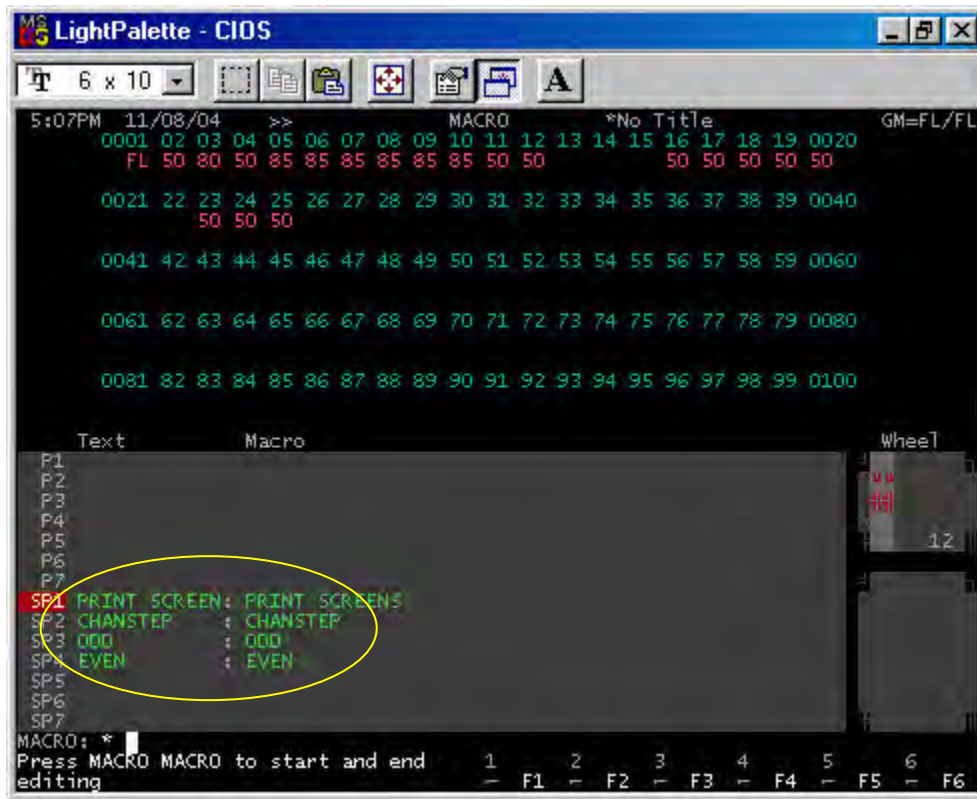 LightPalette - CIOS
6 x 10
A
5:07PM 11/08/04 >> MACRO *No Title GM=FL/FL
0001 02 03 04 05 06 07 08 09 10 11 12 13 14 15 16 17 18 19 0020
FL 50 80 50 85 85 85 85 85 85 50 50 50 50 50 50 50
0021 22 23 24 25 26 27 28 29 30 31 32 33 34 35 36 37 38 39 0040
50 50 50
0041 42 43 44 45 46 47 48 49 50 51 52 53 54 55 56 57 58 59 0060
0061 62 63 64 65 66 67 68 69 70 71 72 73 74 75 76 77 78 79 0080
0081 82 83 84 85 86 87 88 89 90 91 92 93 94 95 96 97 98 99 0100
Text Macro Wheel
P1
P2
P3
P4
P5 12
P6
P7
SP1 PRINT SCREEN: PRINT SCREENS
SP2 CHANSTEP : CHANSTEP
SP3 ODD : ODD
SP4 EVEN : EVEN
SP5
SP6
SP7
MACRO: *
Press MACRO MACRO to start and end 1 2 3 4 5 6
editing - F1 - F2 - F3 - F4 - F5 - F6